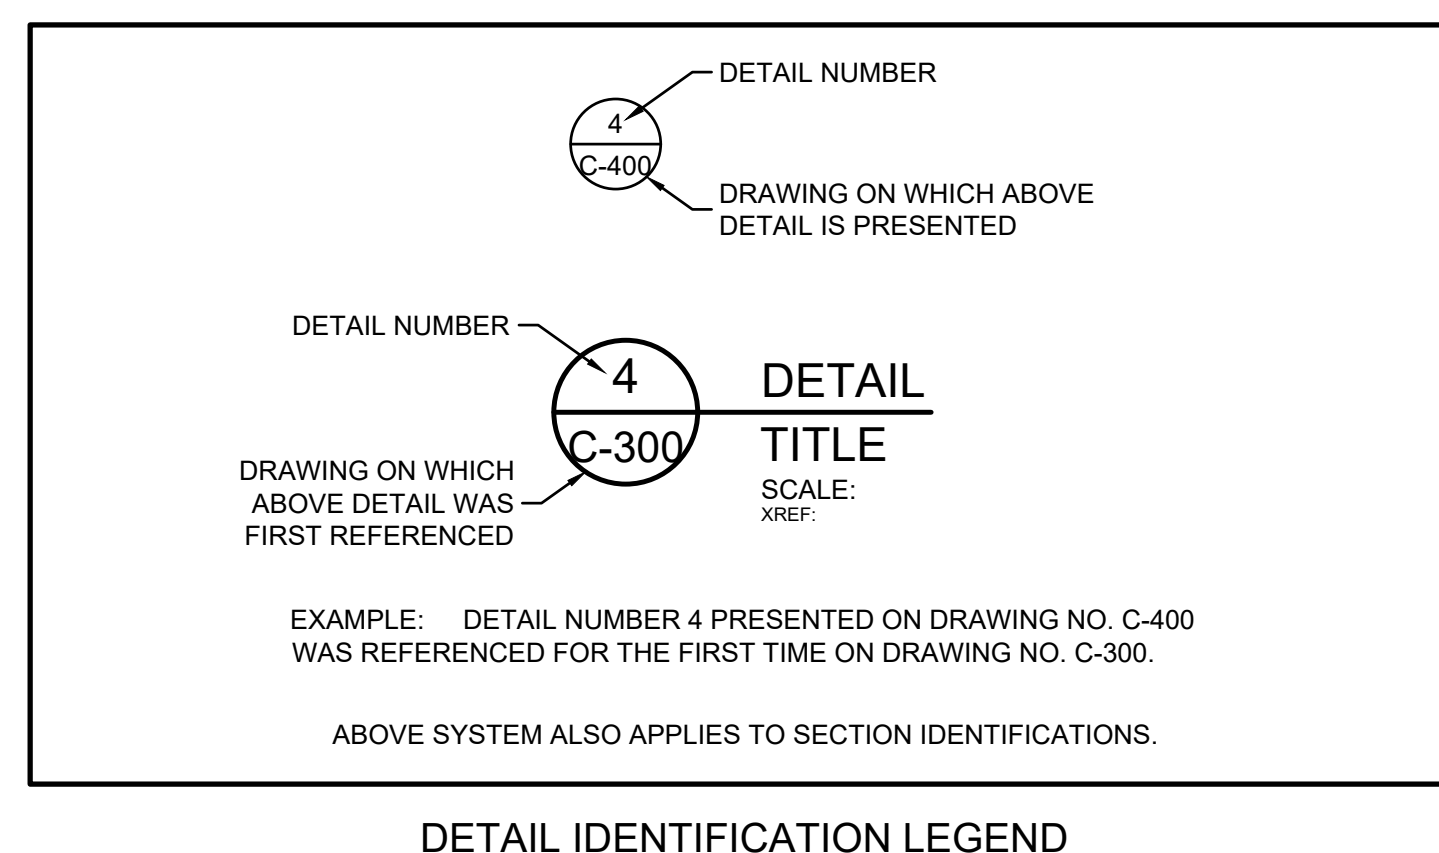 DETAIL NUMBER
4
C-400
DRAWING ON WHICH ABOVE
DETAIL IS PRESENTED
DETAIL NUMBER
4
DETAIL
C-300
TITLE
SCALE:
XREF:
DRAWING ON WHICH
ABOVE DETAIL WAS
FIRST REFERENCED
EXAMPLE: DETAIL NUMBER 4 PRESENTED ON DRAWING NO. C-400
WAS REFERENCED FOR THE FIRST TIME ON DRAWING NO. C-300.
ABOVE SYSTEM ALSO APPLIES TO SECTION IDENTIFICATIONS.
DETAIL IDENTIFICATION LEGEND